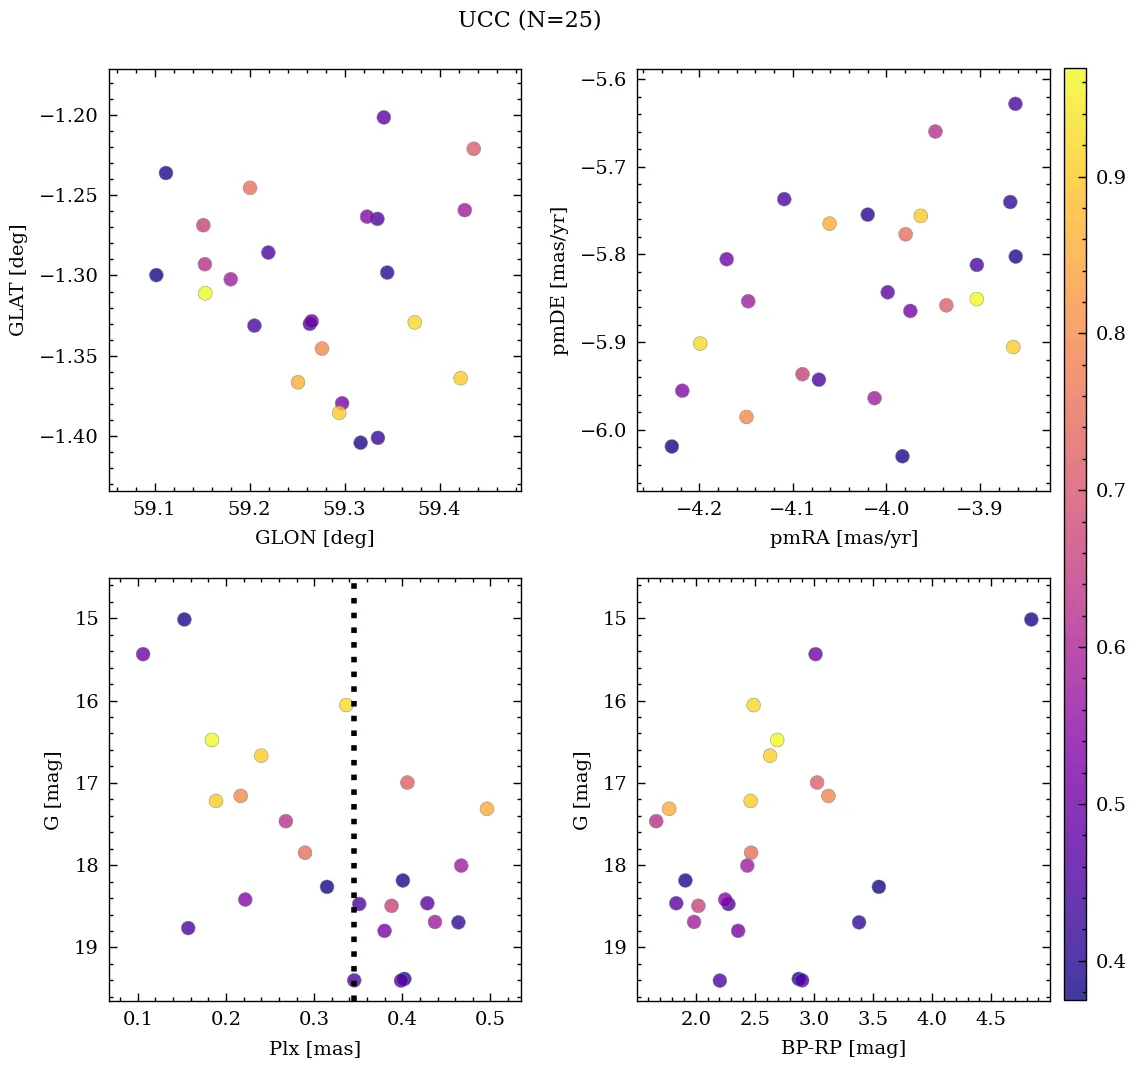 UCC (N=25)
−1.20
−1.25
−1.30
−1.35
−1.40
GLAT [deg]
59.1 59.2 59.3 59.4
GLON [deg]
−5.6
−5.7
−5.8
−5.9
−6.0
pmDE [mas/yr]
−4.2 −4.1 −4.0 −3.9
pmRA [mas/yr]
0.9
0.8
0.7
0.6
0.5
0.4
15
16
17
18
19
G [mag]
0.1 0.2 0.3 0.4 0.5
Plx [mas]
15
16
17
18
19
G [mag]
2.0 2.5 3.0 3.5 4.0 4.5
BP-RP [mag]